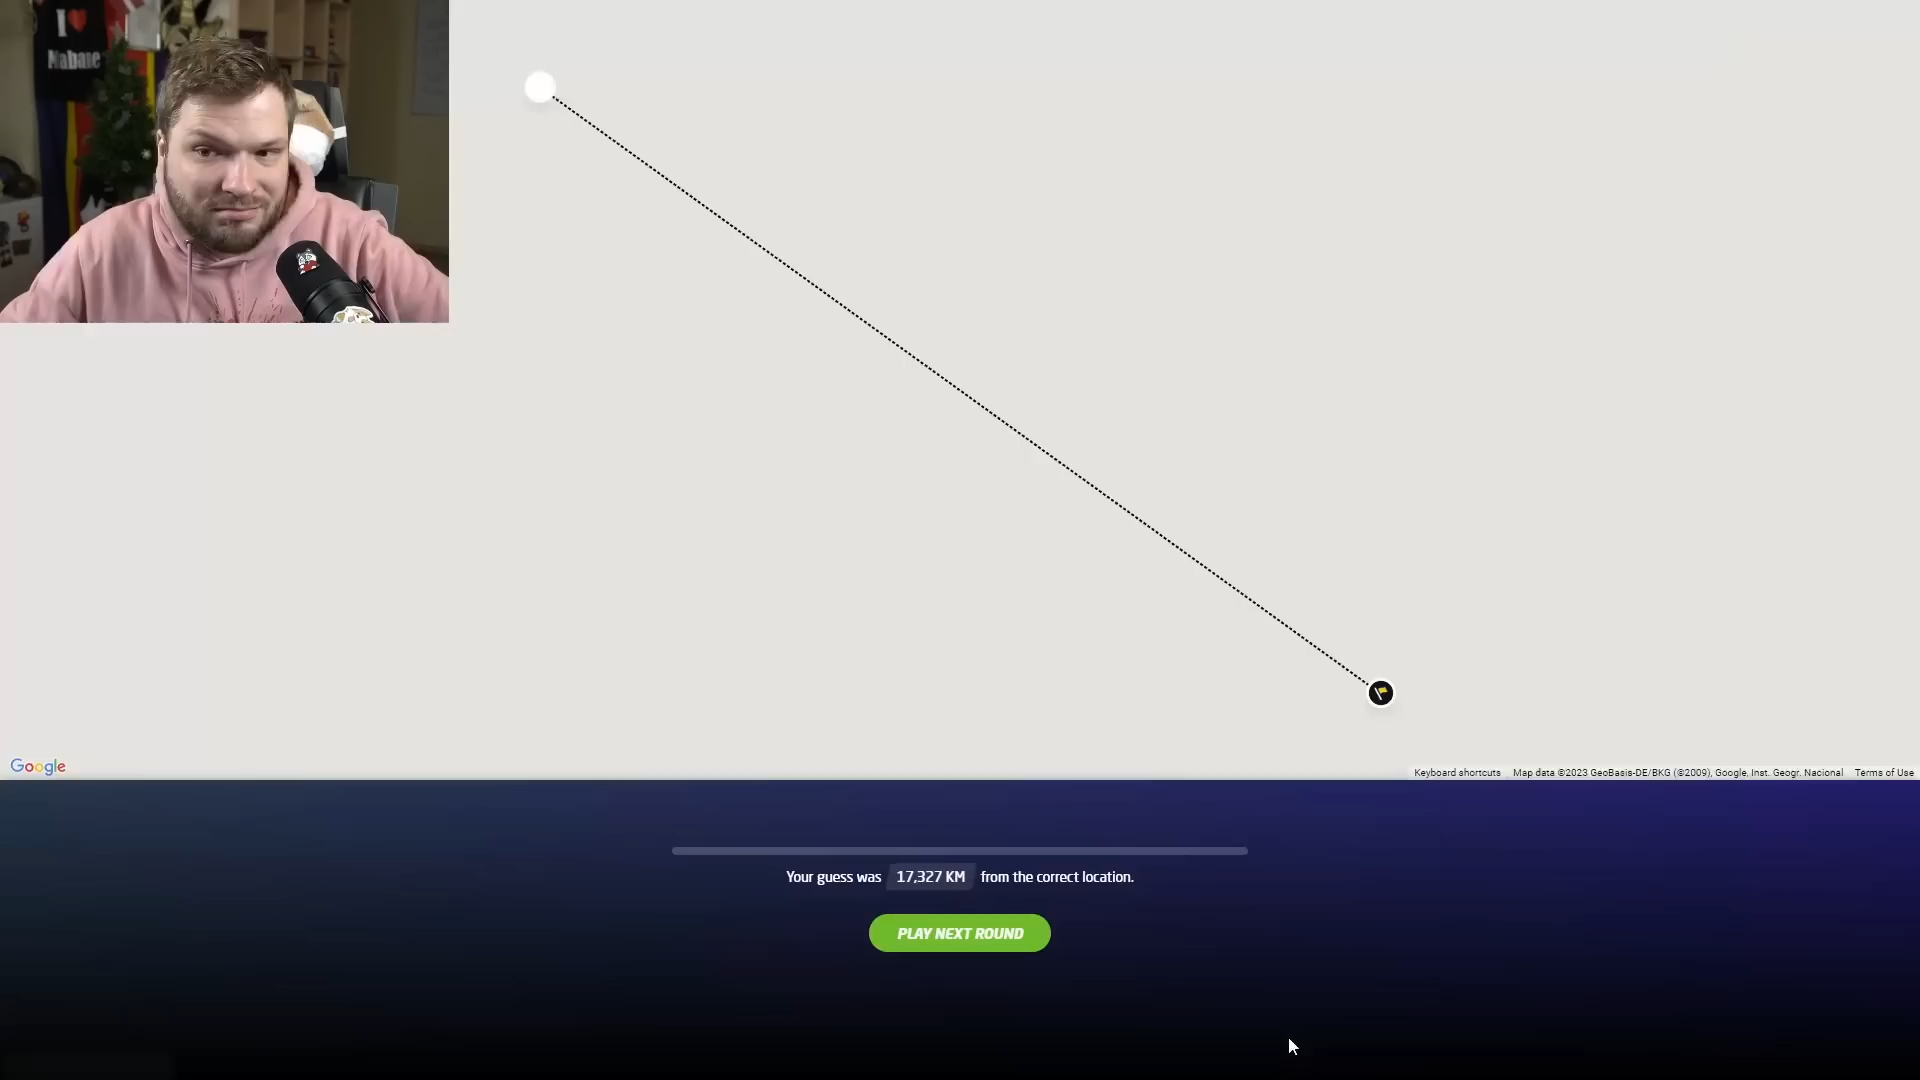 I ❤
Mabase
Google
Keyboard shortcuts
Map data ©2023 GeoBasis-DE/BKG (©2009), Google, Inst. Geogr. Nacional
Terms of Use
Your guess was 17,327 KM from the correct location.
PLAY NEXT ROUND